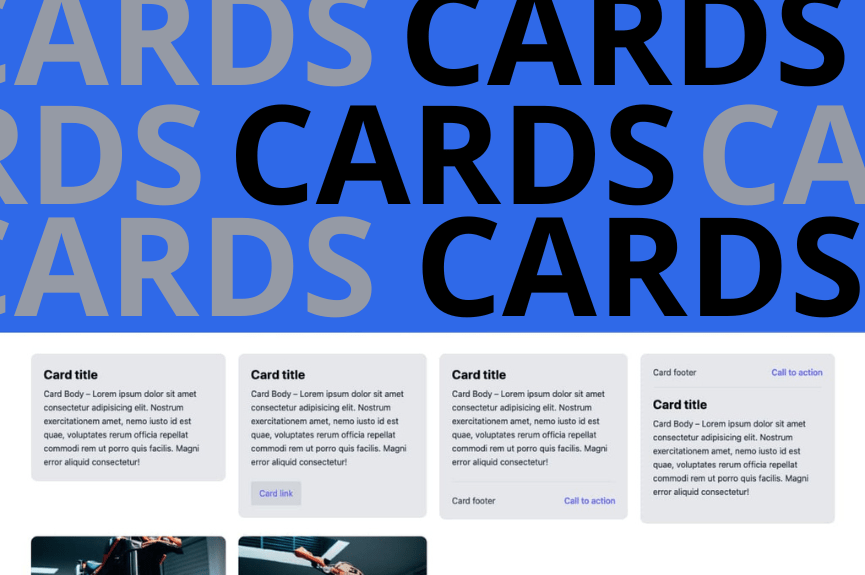 CARDS CARDS
RDS CARDS CA
CARDS CARDS
Card title
Card Body – Lorem ipsum dolor sit amet
consectetur adipisicing elit. Nostrum
exercitationem amet, nemo iusto id est
quae, voluptates rerum officia repellat
commodi rem ut porro quis facilis. Magni
error aliquid consectetur!
Card title
Card Body – Lorem ipsum dolor sit amet
consectetur adipisicing elit. Nostrum
exercitationem amet, nemo iusto id est
quae, voluptates rerum officia repellat
commodi rem ut porro quis facilis. Magni
error aliquid consectetur!
Card link
Card title
Card Body – Lorem ipsum dolor sit amet
consectetur adipisicing elit. Nostrum
exercitationem amet, nemo iusto id est
quae, voluptates rerum officia repellat
commodi rem ut porro quis facilis. Magni
error aliquid consectetur!
Card footer Call to action
Card footer Call to action
Card title
Card Body – Lorem ipsum dolor sit amet
consectetur adipisicing elit. Nostrum
exercitationem amet, nemo iusto id est
quae, voluptates rerum officia repellat
commodi rem ut porro quis facilis. Magni
error aliquid consectetur!